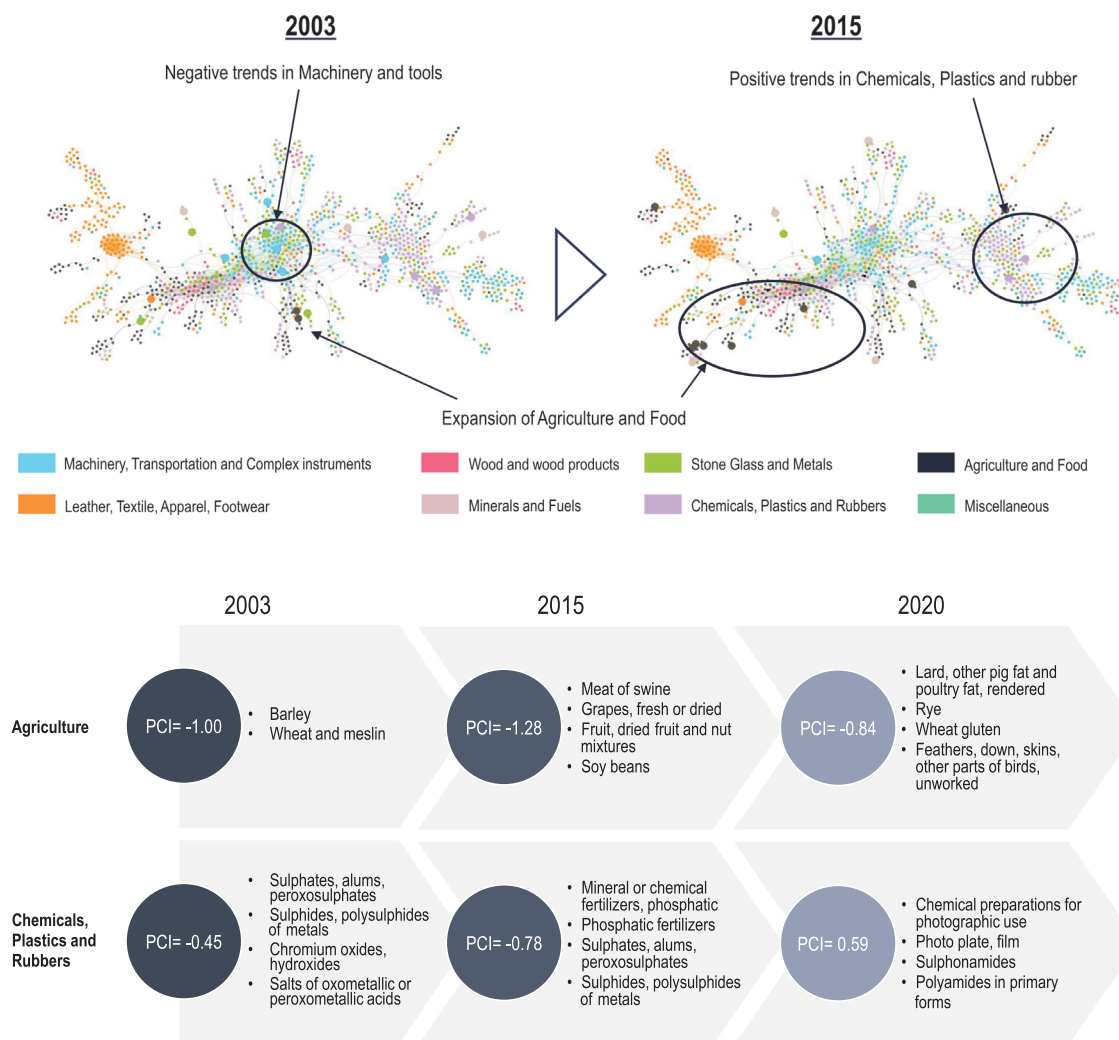 2003
2015
Negative trends in Machinery and tools
Positive trends in Chemicals, Plastics and rubber
Expansion of Agriculture and Food
Machinery, Transportation and Complex instruments
Wood and wood products
Stone Glass and Metals
Agriculture and Food
Leather, Textile, Apparel, Footwear
Minerals and Fuels
Chemicals, Plastics and Rubbers
Miscellaneous
2003
2015
2020
Agriculture
PCI= -1.00
• Barley
• Wheat and meslin
PCI= -1.28
• Meat of swine
• Grapes, fresh or dried
• Fruit, dried fruit and nut
mixtures
• Soy beans
PCI= -0.84
• Lard, other pig fat and
poultry fat, rendered
• Rye
• Wheat gluten
• Feathers, down, skins,
other parts of birds,
unworked
Chemicals,
Plastics and
Rubbers
PCI= -0.45
• Sulphates, alums,
peroxosulphates
• Sulphides, polysulphides
of metals
• Chromium oxides,
hydroxides
• Salts of oxometallic or
peroxometallic acids
PCI= -0.78
• Mineral or chemical
fertilizers, phosphatic
• Phosphatic fertilizers
• Sulphates, alums,
peroxosulphates
• Sulphides, polysulphides
of metals
PCI= 0.59
• Chemical preparations for
photographic use
• Photo plate, film
• Sulphonamides
• Polyamides in primary
forms